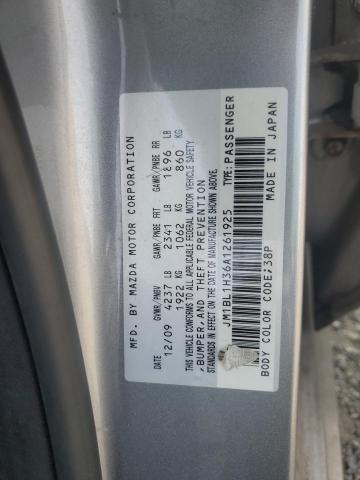 MFD. BY MAZDA MOTOR CORPORATION
DATE GVWR/PNBV GAWR/PNBE FRT GAWR/PNBE RR
12/09 4237 LB 2341 LB 1896 LB
1922 KG 1062 KG 860 KG
THIS VEHICLE CONFORMS TO ALL APPLICABLE FEDERAL MOTOR VEHICLE SAFETY
,BUMPER,AND THEFT PREVENTION
STANDARDS IN EFFECT ON THE DATE OF MANUFACTURE SHOWN ABOVE
JM1BL1H36A1261925 TYPE:PASSENGER
BODY COLOR CODE;38P MADE IN JAPAN